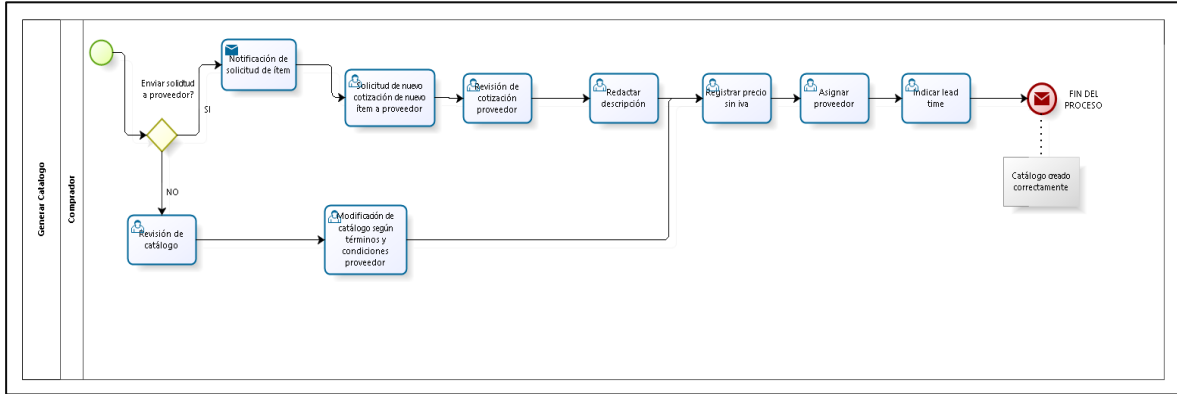 Generar Catalogo
Comprador
Enviar solicitud
a proveedor?
SI
NO
Notificación de
solicitud de ítem
Solicitud de nuevo
cotización de nuevo
ítem a proveedor
Revisión de
cotización
proveedor
Redactar
descripción
Registrar precio
sin iva
Asignar
proveedor
Indicar lead
time
FIN DEL
PROCESO
Catálogo creado
correctamente
Revisión de
catálogo
Modificación de
catálogo según
términos y
condiciones
proveedor